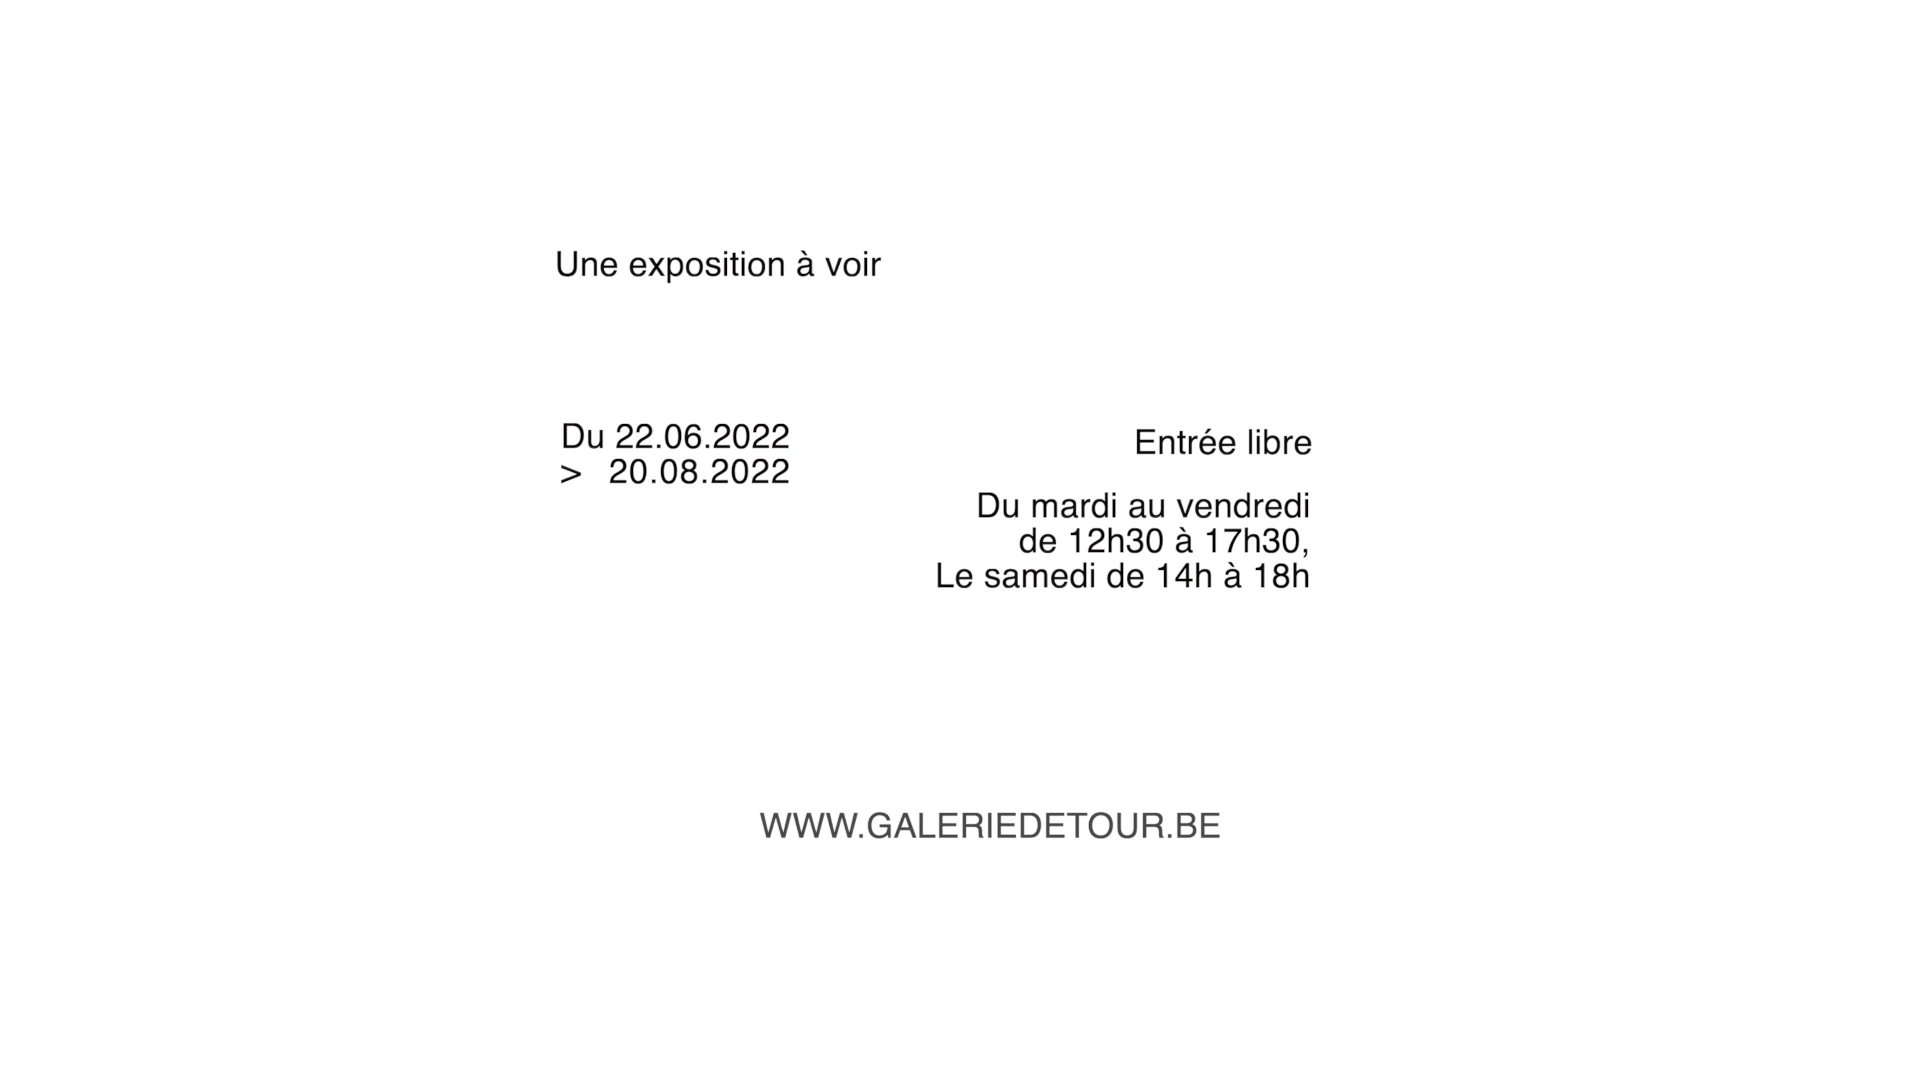 Une exposition à voir
Du 22.06.2022
> 20.08.2022
Entrée libre
Du mardi au vendredi
de 12h30 à 17h30,
Le samedi de 14h à 18h
WWW.GALERIEDETOUR.BE